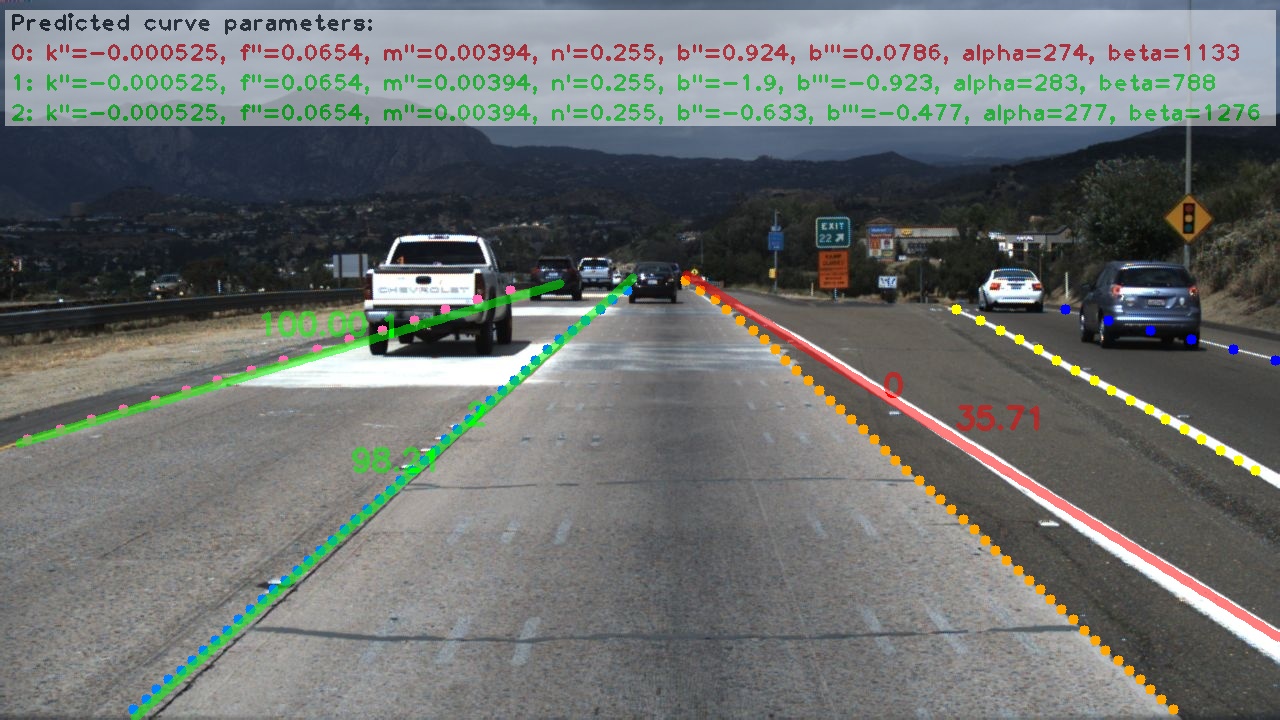 Predicted curve parameters:
0: k''=-0.000525, f''=0.0654, m''=0.00394, n'=0.255, b''=0.924, b'''=0.0786, alpha=274, beta=1133
1: k''=-0.000525, f''=0.0654, m''=0.00394, n'=0.255, b''=-1.9, b'''=-0.923, alpha=283, beta=788
2: k''=-0.000525, f''=0.0654, m''=0.00394, n'=0.255, b''=-0.633, b'''=-0.477, alpha=277, beta=1276
EXIT
22
CHEVROLET
100.00
1
0
35.71
2